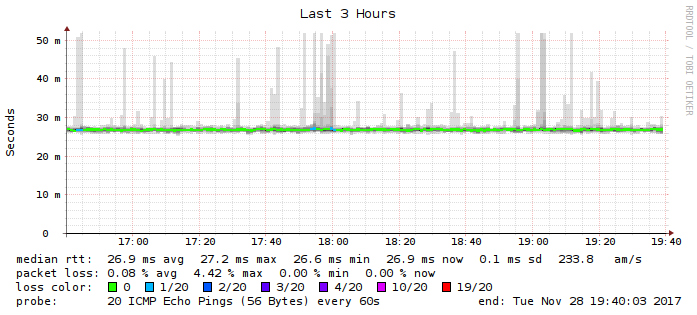 Last 3 Hours
RRDTOOL / TOBI OETIKER
Seconds
50 m
40 m
30 m
20 m
10 m
0
17:00 17:20 17:40 18:00 18:20 18:40 19:00 19:20 19:40
median rtt: 26.9 ms avg 27.2 ms max 26.6 ms min 26.9 ms now 0.1 ms sd 233.8 am/s
packet loss: 0.08 % avg 4.42 % max 0.00 % min 0.00 % now
loss color: 0 1/20 2/20 3/20 4/20 10/20 19/20
probe: 20 ICMP Echo Pings (56 Bytes) every 60s end: Tue Nov 28 19:40:03 2017